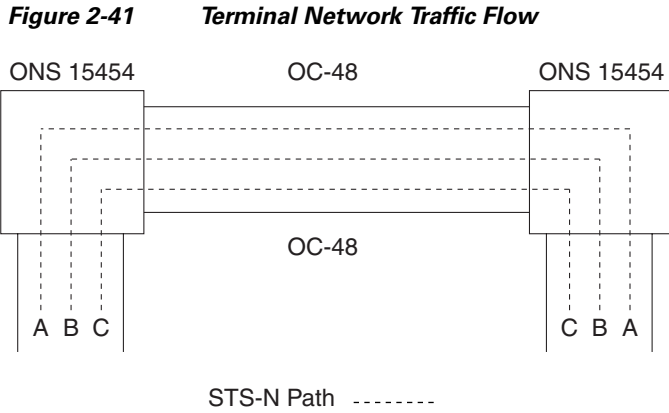 Figure 2-41 Terminal Network Traffic Flow
ONS 15454 OC-48 ONS 15454
OC-48
A B C C B A
STS-N Path